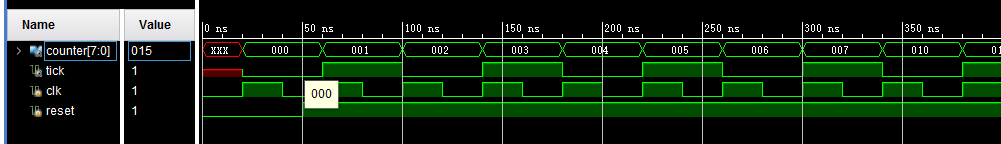 Name Value 0 ns 50 ns 100 ns 150 ns 200 ns 250 ns 300 ns 350 ns
counter[7:0] 015 XXX 000 001 002 003 004 005 006 007 010
tick 1
clk 1
000
reset 1